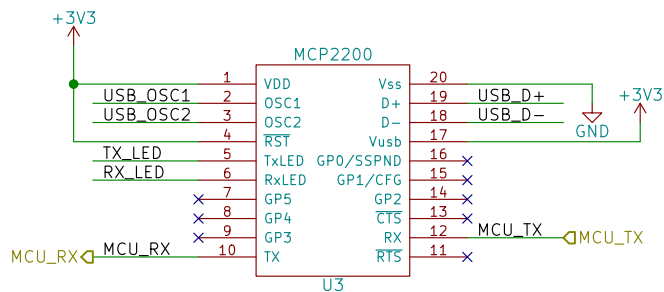 +3V3
MCP2200
1 VDD Vss 20
USB_OSC1 2 OSC1 D+ 19 USB_D+ +3V3
USB_OSC2 3 OSC2 D- 18 USB_D-
4 RST Vusb 17 GND
TX_LED 5 TxLED GP0/SSPND 16
RX_LED 6 RxLED GP1/CFG 15
7 GP5 GP2 14
8 GP4 CTS 13
9 GP3 RX 12 MCU_TX MCU_TX
MCU_RX MCU_RX 10 TX RTS 11
U3